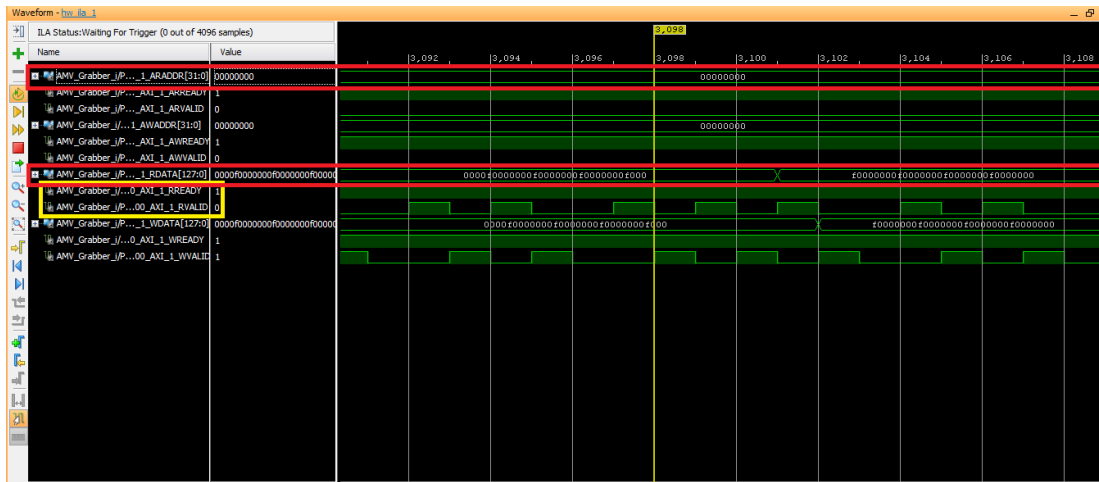 Waveform - hw_ila_1
ILA Status:Waiting For Trigger (0 out of 4096 samples)
3,098
Name Value
3,092 3,094 3,096 3,098 3,100 3,102 3,104 3,106 3,108
AMV_Grabber_i/P..._1_ARADDR[31:0] 00000000 00000000
AMV_Grabber_i/P..._AXI_1_ARREADY 1
AMV_Grabber_i/P..._AXI_1_ARVALID 0
AMV_Grabber_i/...1_AWADDR[31:0] 00000000 00000000
AMV_Grabber_i/P..._AXI_1_AWREADY 1
AMV_Grabber_i/P..._AXI_1_AWVALID 0
AMV_Grabber_i/P..._1_RDATA[127:0] 0000f0000000f0000000f0000 0000f0000000f0000000f0000000f000 f0000000f0000000f0000000f0000000
AMV_Grabber_i/...0_AXI_1_RREADY 1
AMV_Grabber_i/P...00_AXI_1_RVALID 0
AMV_Grabber_i/P..._1_WDATA[127:0] 0000f0000000f0000000f0000 0000f0000000f0000000f0000000f000 f0000000f0000000f0000000f0000000
AMV_Grabber_i/...0_AXI_1_WREADY 1
AMV_Grabber_i/P...00_AXI_1_WVALID 1